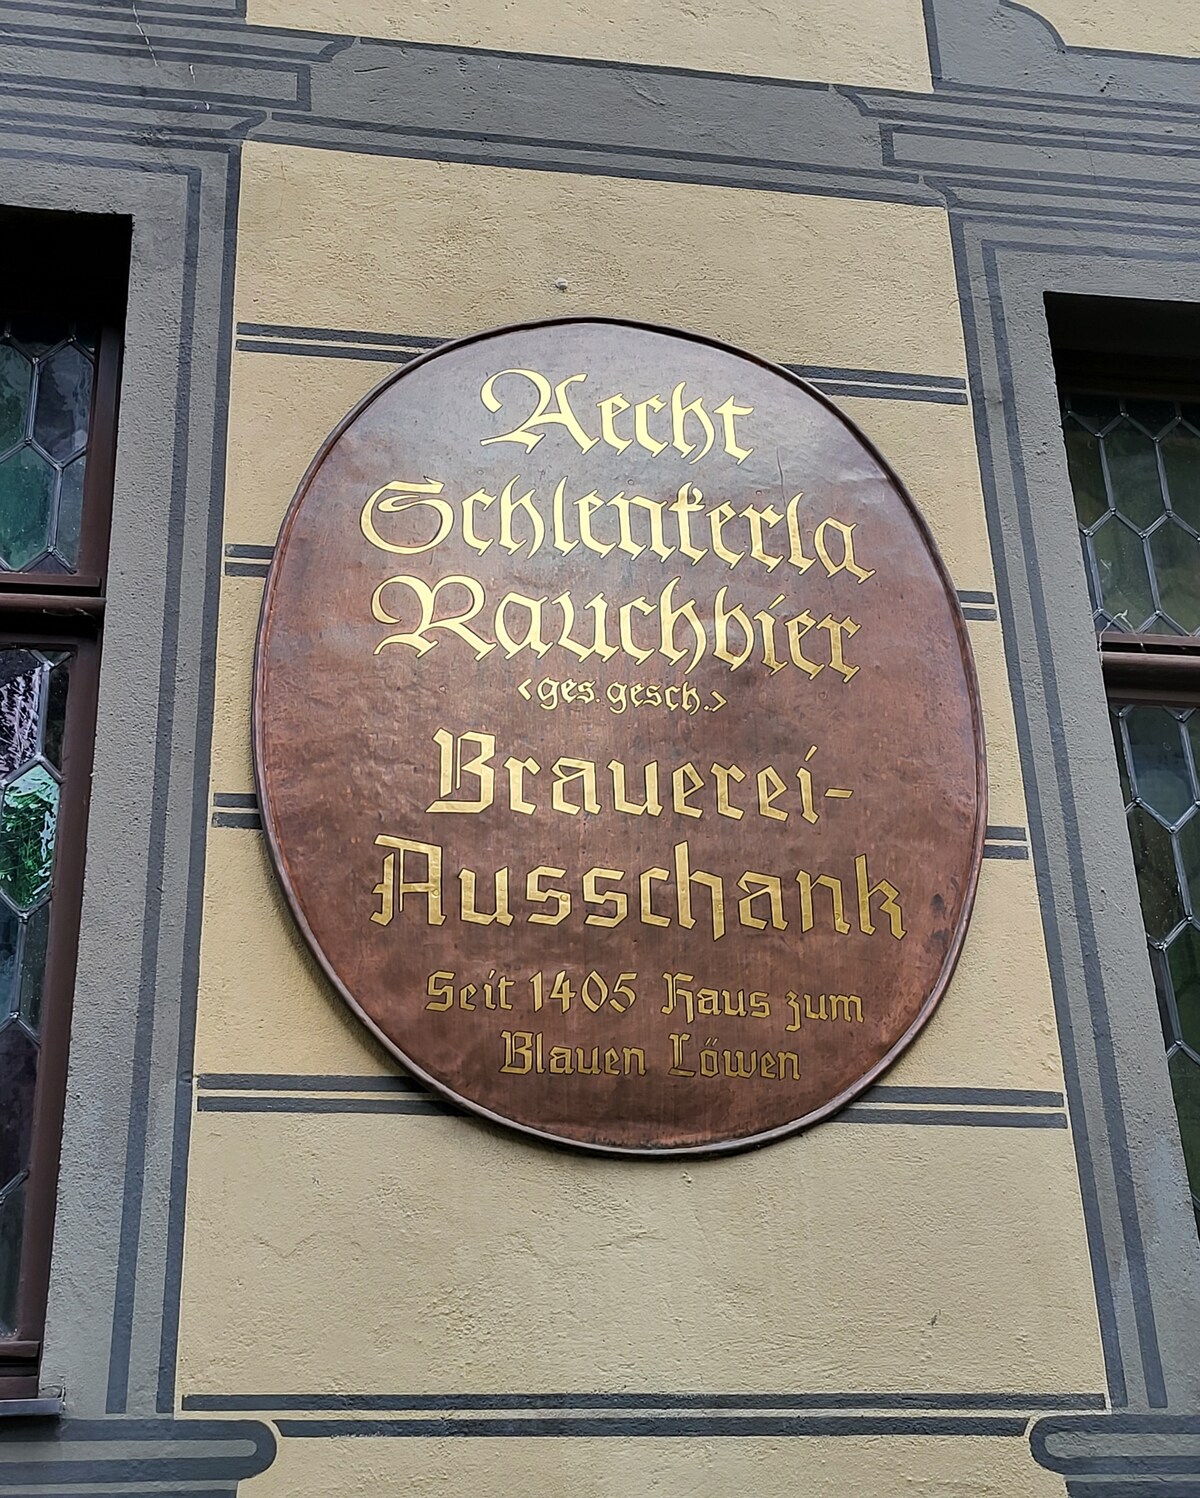 Aecht
Schlenkerla
Rauchbier
<ges. gesch.>
Brauerei-
Ausschank
Seit 1405 Haus zum
Blauen Löwen